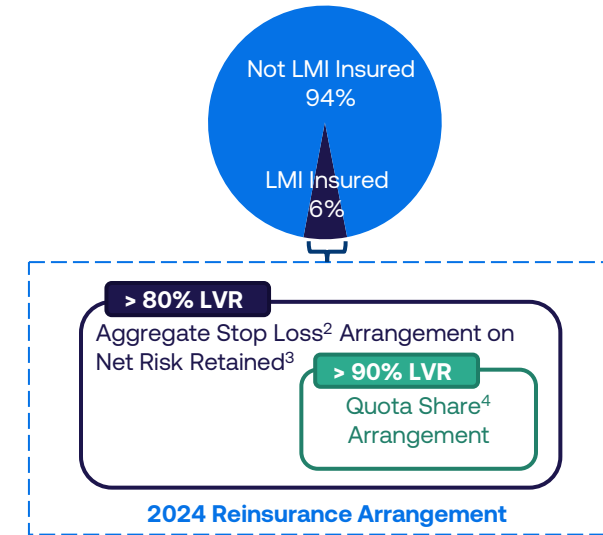 Not LMI Insured
94%
LMI Insured
6%
> 80% LVR
Aggregate Stop Loss² Arrangement on
Net Risk Retained³
> 90% LVR
Quota Share⁴
Arrangement
2024 Reinsurance Arrangement